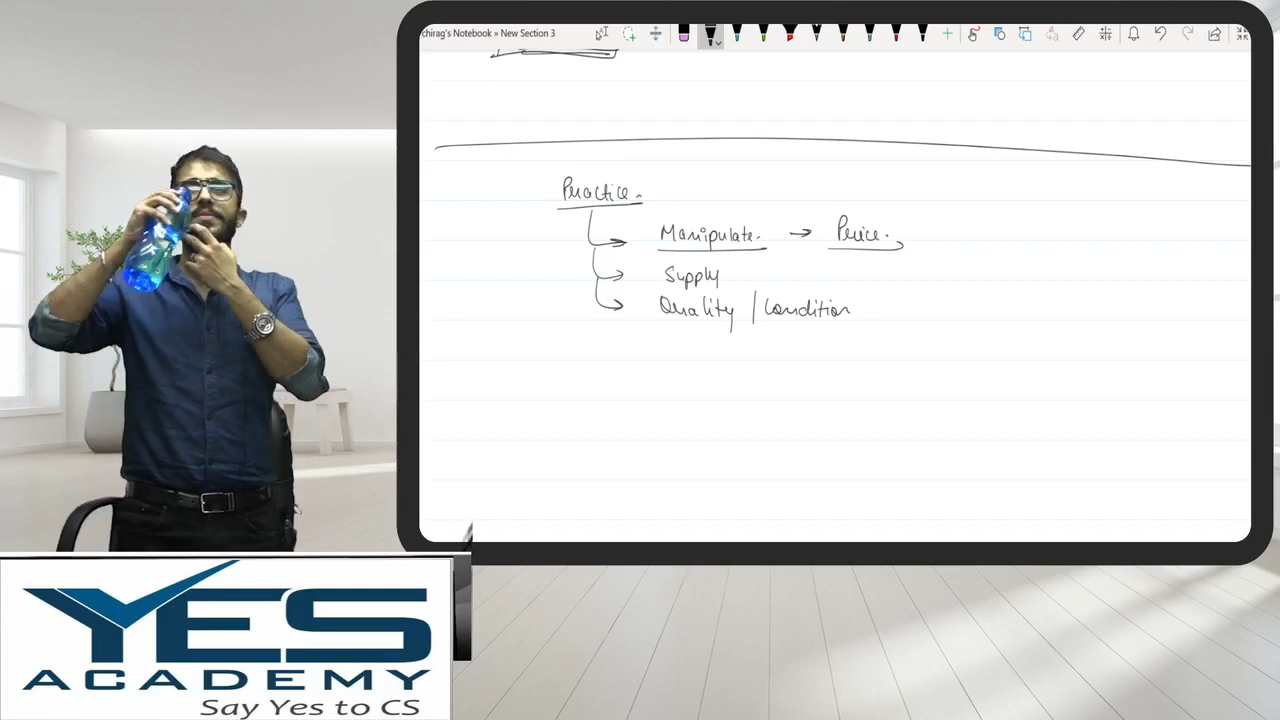 chirag's Notebook » New Section 3
Practice.
Manipulate. → Price.
Supply
Quality / Condition
YES
ACADEMY
Say Yes to CS